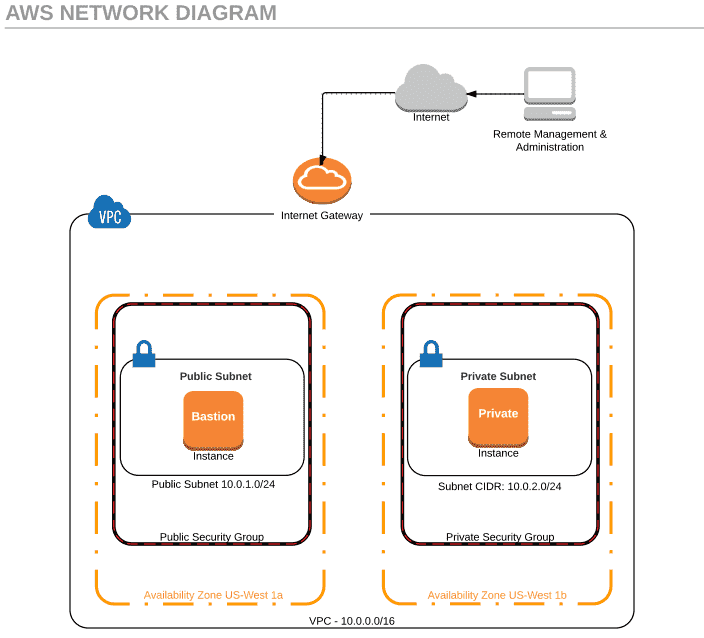 AWS NETWORK DIAGRAM
Internet
Remote Management &
Administration
Internet Gateway
VPC
Public Subnet
Bastion
Instance
Public Subnet 10.0.1.0/24
Public Security Group
Availability Zone US-West 1a
Private Subnet
Private
Instance
Subnet CIDR: 10.0.2.0/24
Private Security Group
Availability Zone US-West 1b
VPC - 10.0.0.0/16